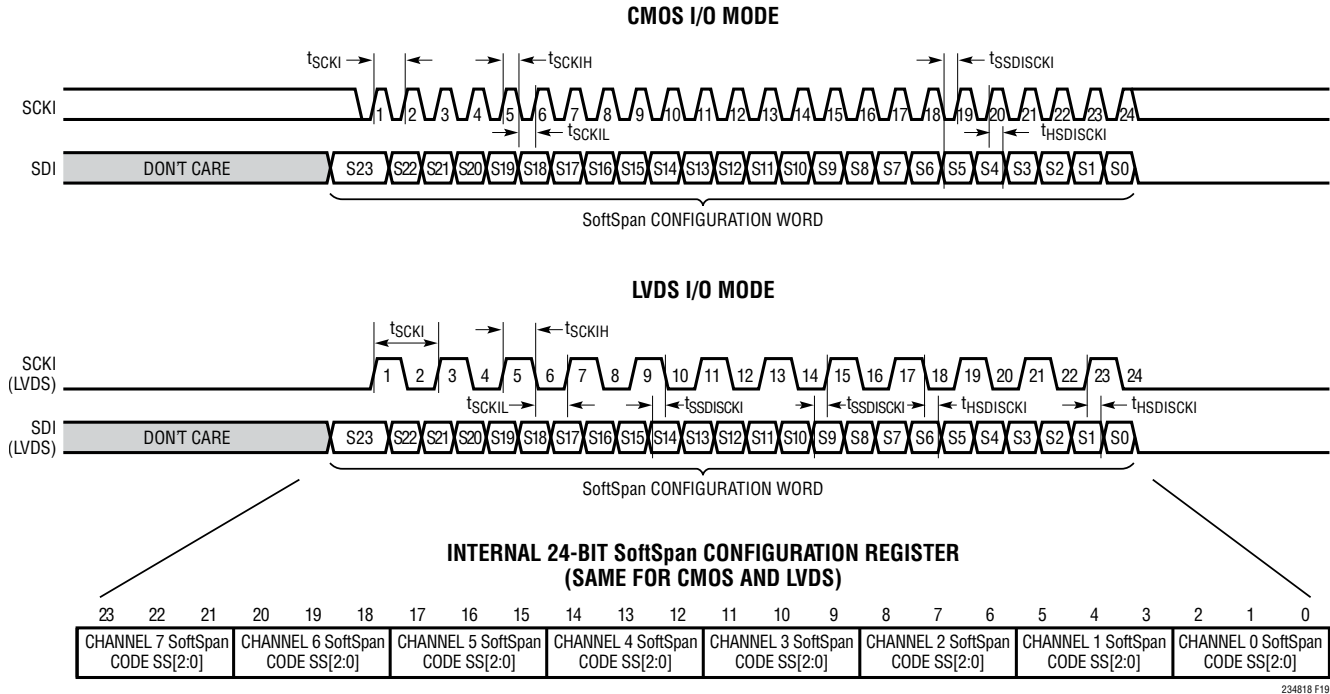 CMOS I/O MODE
tSCKI
tSCKIH
tSSDISCKI
SCKI
1 2 3 4 5 6 7 8 9 10 11 12 13 14 15 16 17 18 19 20 21 22 23 24
tSCKIL
tHSDISCKI
SDI
DON'T CARE
S23 S22 S21 S20 S19 S18 S17 S16 S15 S14 S13 S12 S11 S10 S9 S8 S7 S6 S5 S4 S3 S2 S1 S0
SoftSpan CONFIGURATION WORD
LVDS I/O MODE
tSCKI
tSCKIH
SCKI
(LVDS)
1 2 3 4 5 6 7 8 9 10 11 12 13 14 15 16 17 18 19 20 21 22 23 24
tSCKIL
tSSDISCKI
tSSDISCKI
tHSDISCKI
tHSDISCKI
SDI
(LVDS)
DON'T CARE
S23 S22 S21 S20 S19 S18 S17 S16 S15 S14 S13 S12 S11 S10 S9 S8 S7 S6 S5 S4 S3 S2 S1 S0
SoftSpan CONFIGURATION WORD
INTERNAL 24-BIT SoftSpan CONFIGURATION REGISTER
(SAME FOR CMOS AND LVDS)
23 22 21 20 19 18 17 16 15 14 13 12 11 10 9 8 7 6 5 4 3 2 1 0
CHANNEL 7 SoftSpan
CODE SS[2:0]
CHANNEL 6 SoftSpan
CODE SS[2:0]
CHANNEL 5 SoftSpan
CODE SS[2:0]
CHANNEL 4 SoftSpan
CODE SS[2:0]
CHANNEL 3 SoftSpan
CODE SS[2:0]
CHANNEL 2 SoftSpan
CODE SS[2:0]
CHANNEL 1 SoftSpan
CODE SS[2:0]
CHANNEL 0 SoftSpan
CODE SS[2:0]
234818 F19